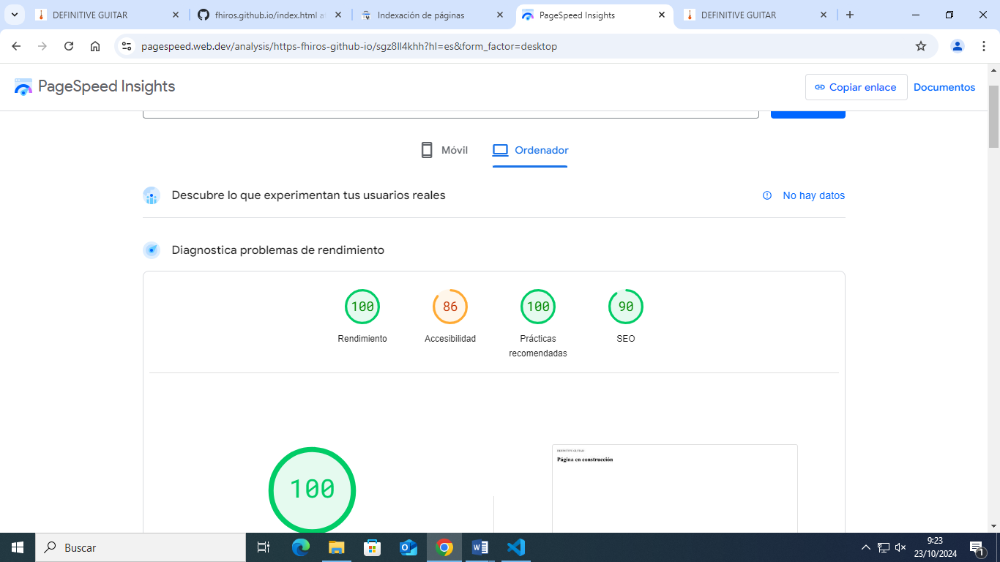 DEFINITIVE GUITAR
fhiros.github.io/index.html at
Indexación de páginas
PageSpeed Insights
DEFINITIVE GUITAR
pagespeed.web.dev/analysis/https-fhiros-github-io/sgz8ll4khh?hl=es&form_factor=desktop
PageSpeed Insights
Copiar enlace
Documentos
Móvil
Ordenador
Descubre lo que experimentan tus usuarios reales
No hay datos
Diagnostica problemas de rendimiento
100
86
100
90
Rendimiento
Accesibilidad
Prácticas
recomendadas
SEO
100
DEFINITIVE GUITAR
Página en construcción
Buscar
9:23
23/10/2024
1